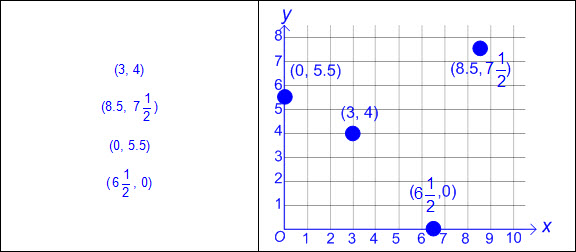 (3, 4)
(8.5, 7 1/2)
(0, 5.5)
(6 1/2, 0)
y
8
7
6
5
4
3
2
1
O
1 2 3 4 5 6 7 8 9 10
x
(0, 5.5)
(8.5, 7 1/2)
(3, 4)
(6 1/2, 0)